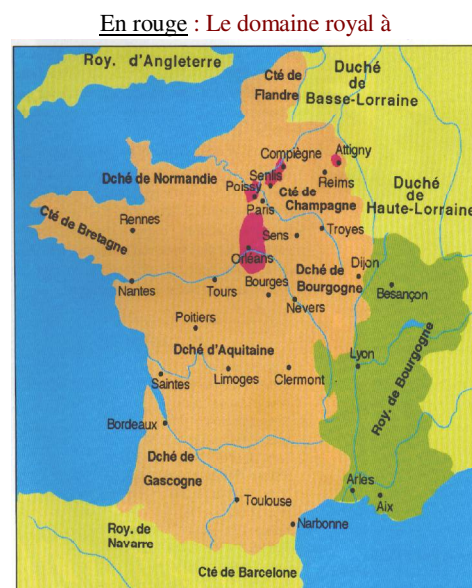 En rouge : Le domaine royal à
Roy. d'Angleterre
Cté de
Flandre
Duché
de
Basse-Lorraine
Compiègne
Attigny
Senlis
Reims
Dché de Normandie
Poissy
Cté de
Champagne
Paris
Duché
de
Haute-Lorraine
Cté de Bretagne
Rennes
Sens
Troyes
Orléans
Dijon
Dché de
Bourgogne
Nantes
Tours
Bourges
Besançon
Nevers
Poitiers
Roy. de Bourgogne
Dché d'Aquitaine
Lyon
Saintes
Limoges
Clermont
Bordeaux
Dché de
Gascogne
Toulouse
Arles
Aix
Narbonne
Roy. de
Navarre
Cté de Barcelone